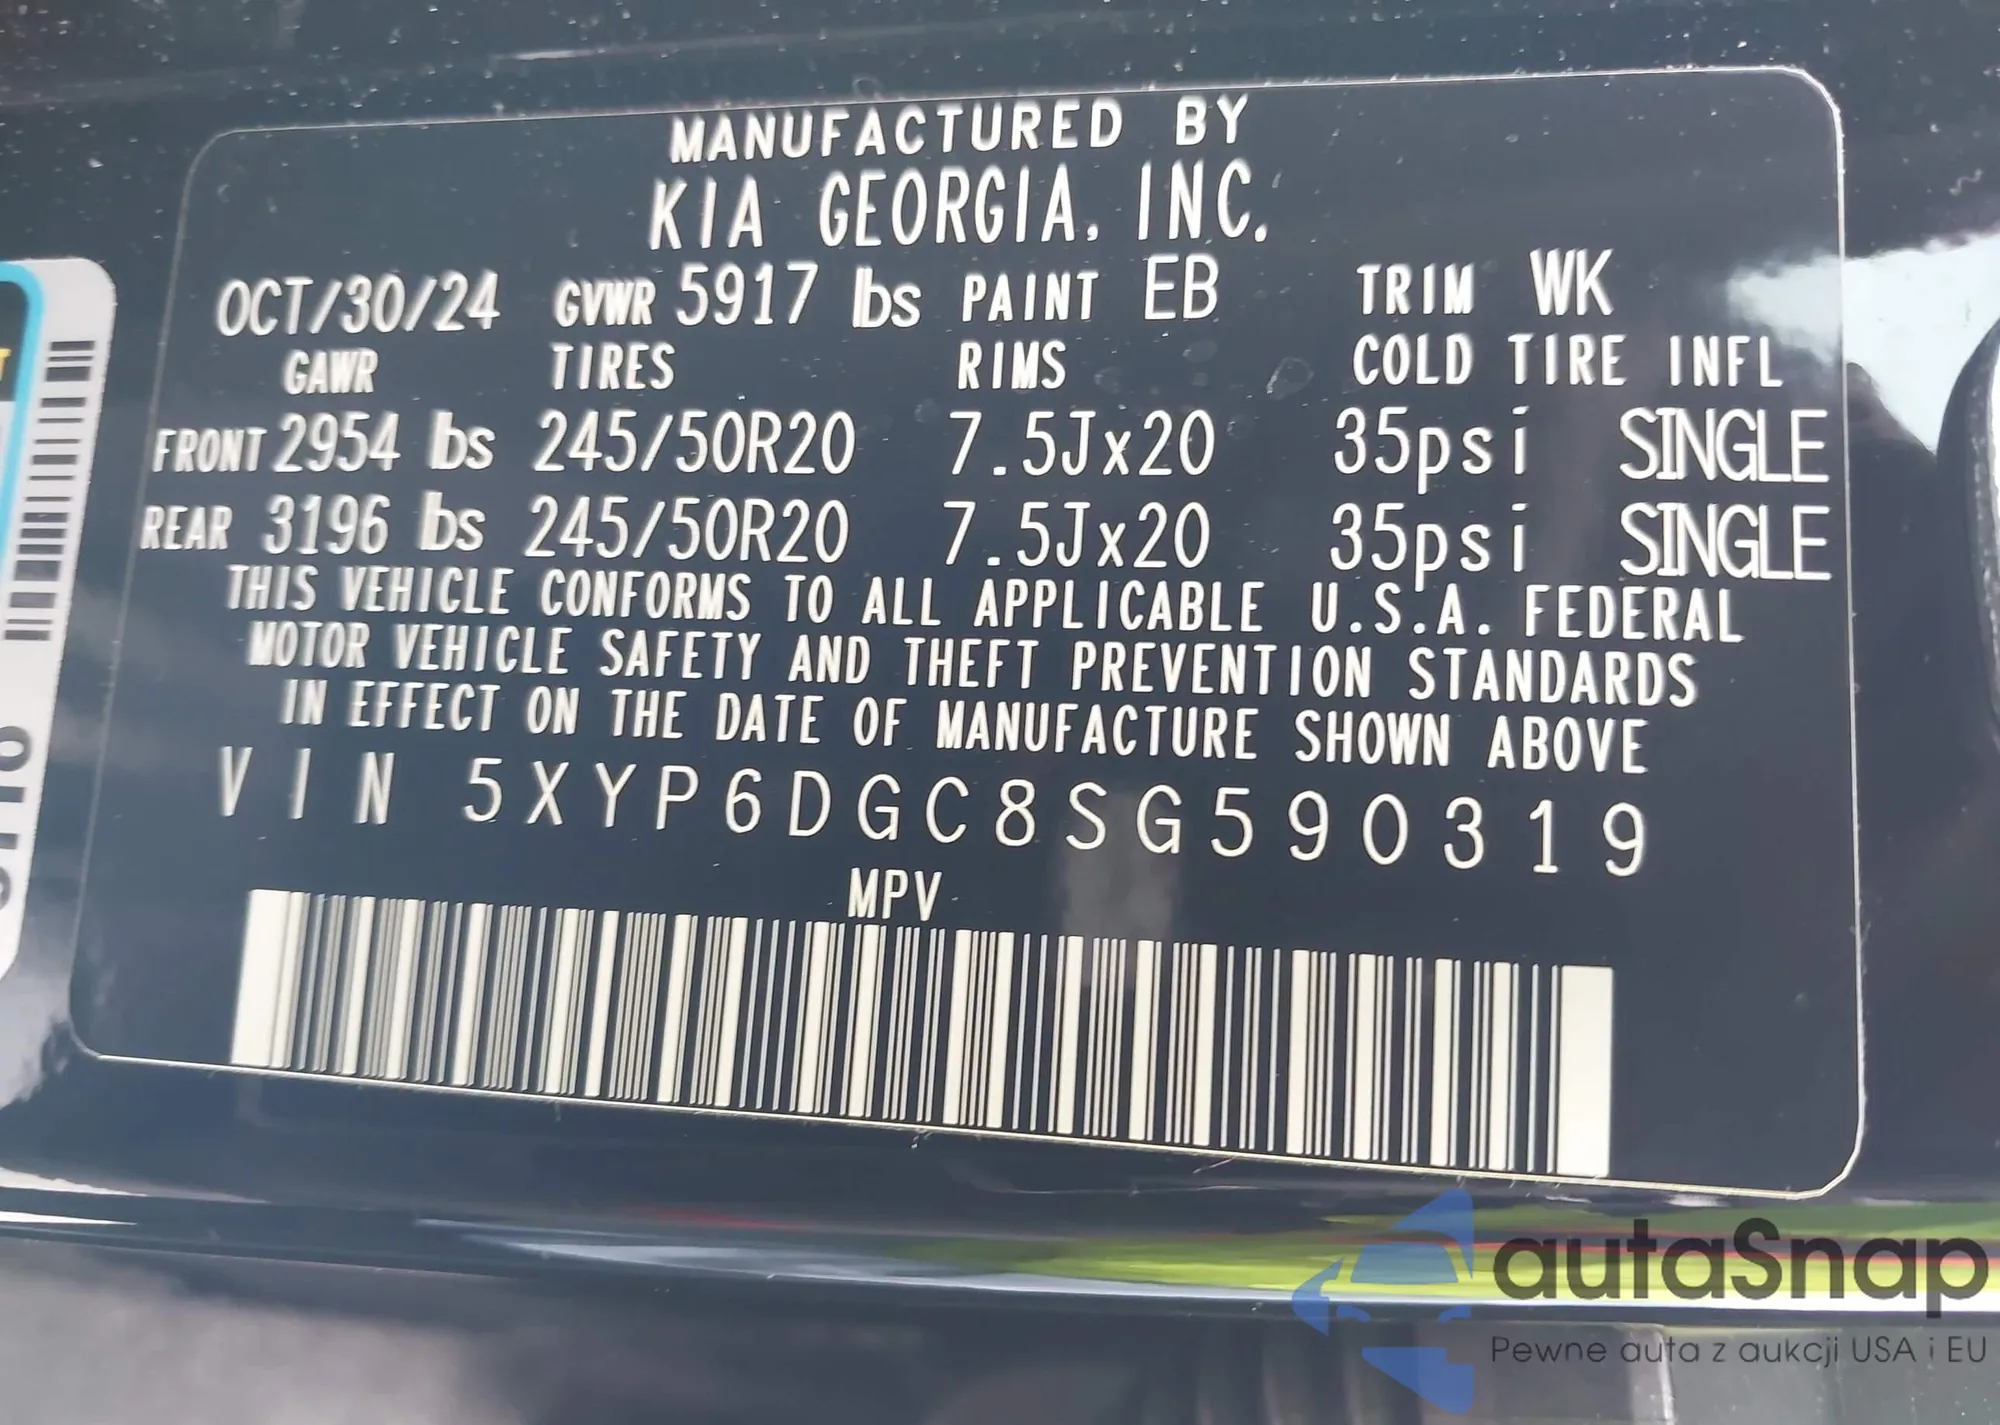 MANUFACTURED BY
KIA GEORGIA, INC.
OCT/30/24 GVWR 5917 lbs PAINT EB TRIM WK
GAWR TIRES RIMS COLD TIRE INFL
FRONT 2954 lbs 245/50R20 7.5Jx20 35psi SINGLE
REAR 3196 lbs 245/50R20 7.5Jx20 35psi SINGLE
THIS VEHICLE CONFORMS TO ALL APPLICABLE U.S.A. FEDERAL
MOTOR VEHICLE SAFETY AND THEFT PREVENTION STANDARDS
IN EFFECT ON THE DATE OF MANUFACTURE SHOWN ABOVE
VIN 5XYP6DGC8SG590319
MPV
autaSnap
Pewne auta z aukcji USA i EU